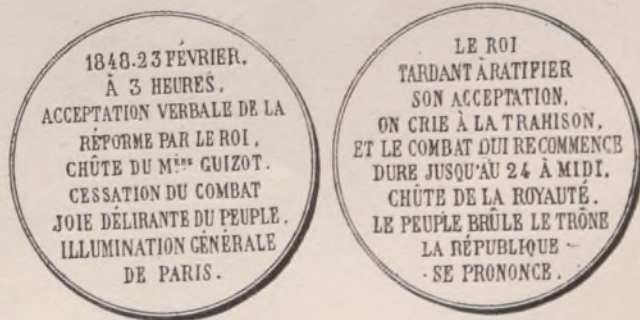 1848.23 FÉVRIER.
À 3 HEURES.
ACCEPTATION VERBALE DE LA
RÉFORME PAR LE ROI,
CHÛTE DU Mère GUIZOT.
CESSATION DU COMBAT
JOIE DÉLIRANTE DU PEUPLE.
ILLUMINATION GÉNÉRALE
DE PARIS.
LE ROI
TARDANT À RATIFIER
SON ACCEPTATION,
ON CRIE À LA TRAHISON,
ET LE COMBAT QUI RECOMMENCE
DURE JUSQU'AU 24 À MIDI.
CHÛTE DE LA ROYAUTÉ.
LE PEUPLE BRÛLE LE TRÔNE
LA RÉPUBLIQUE -
- SE PRONONCE.